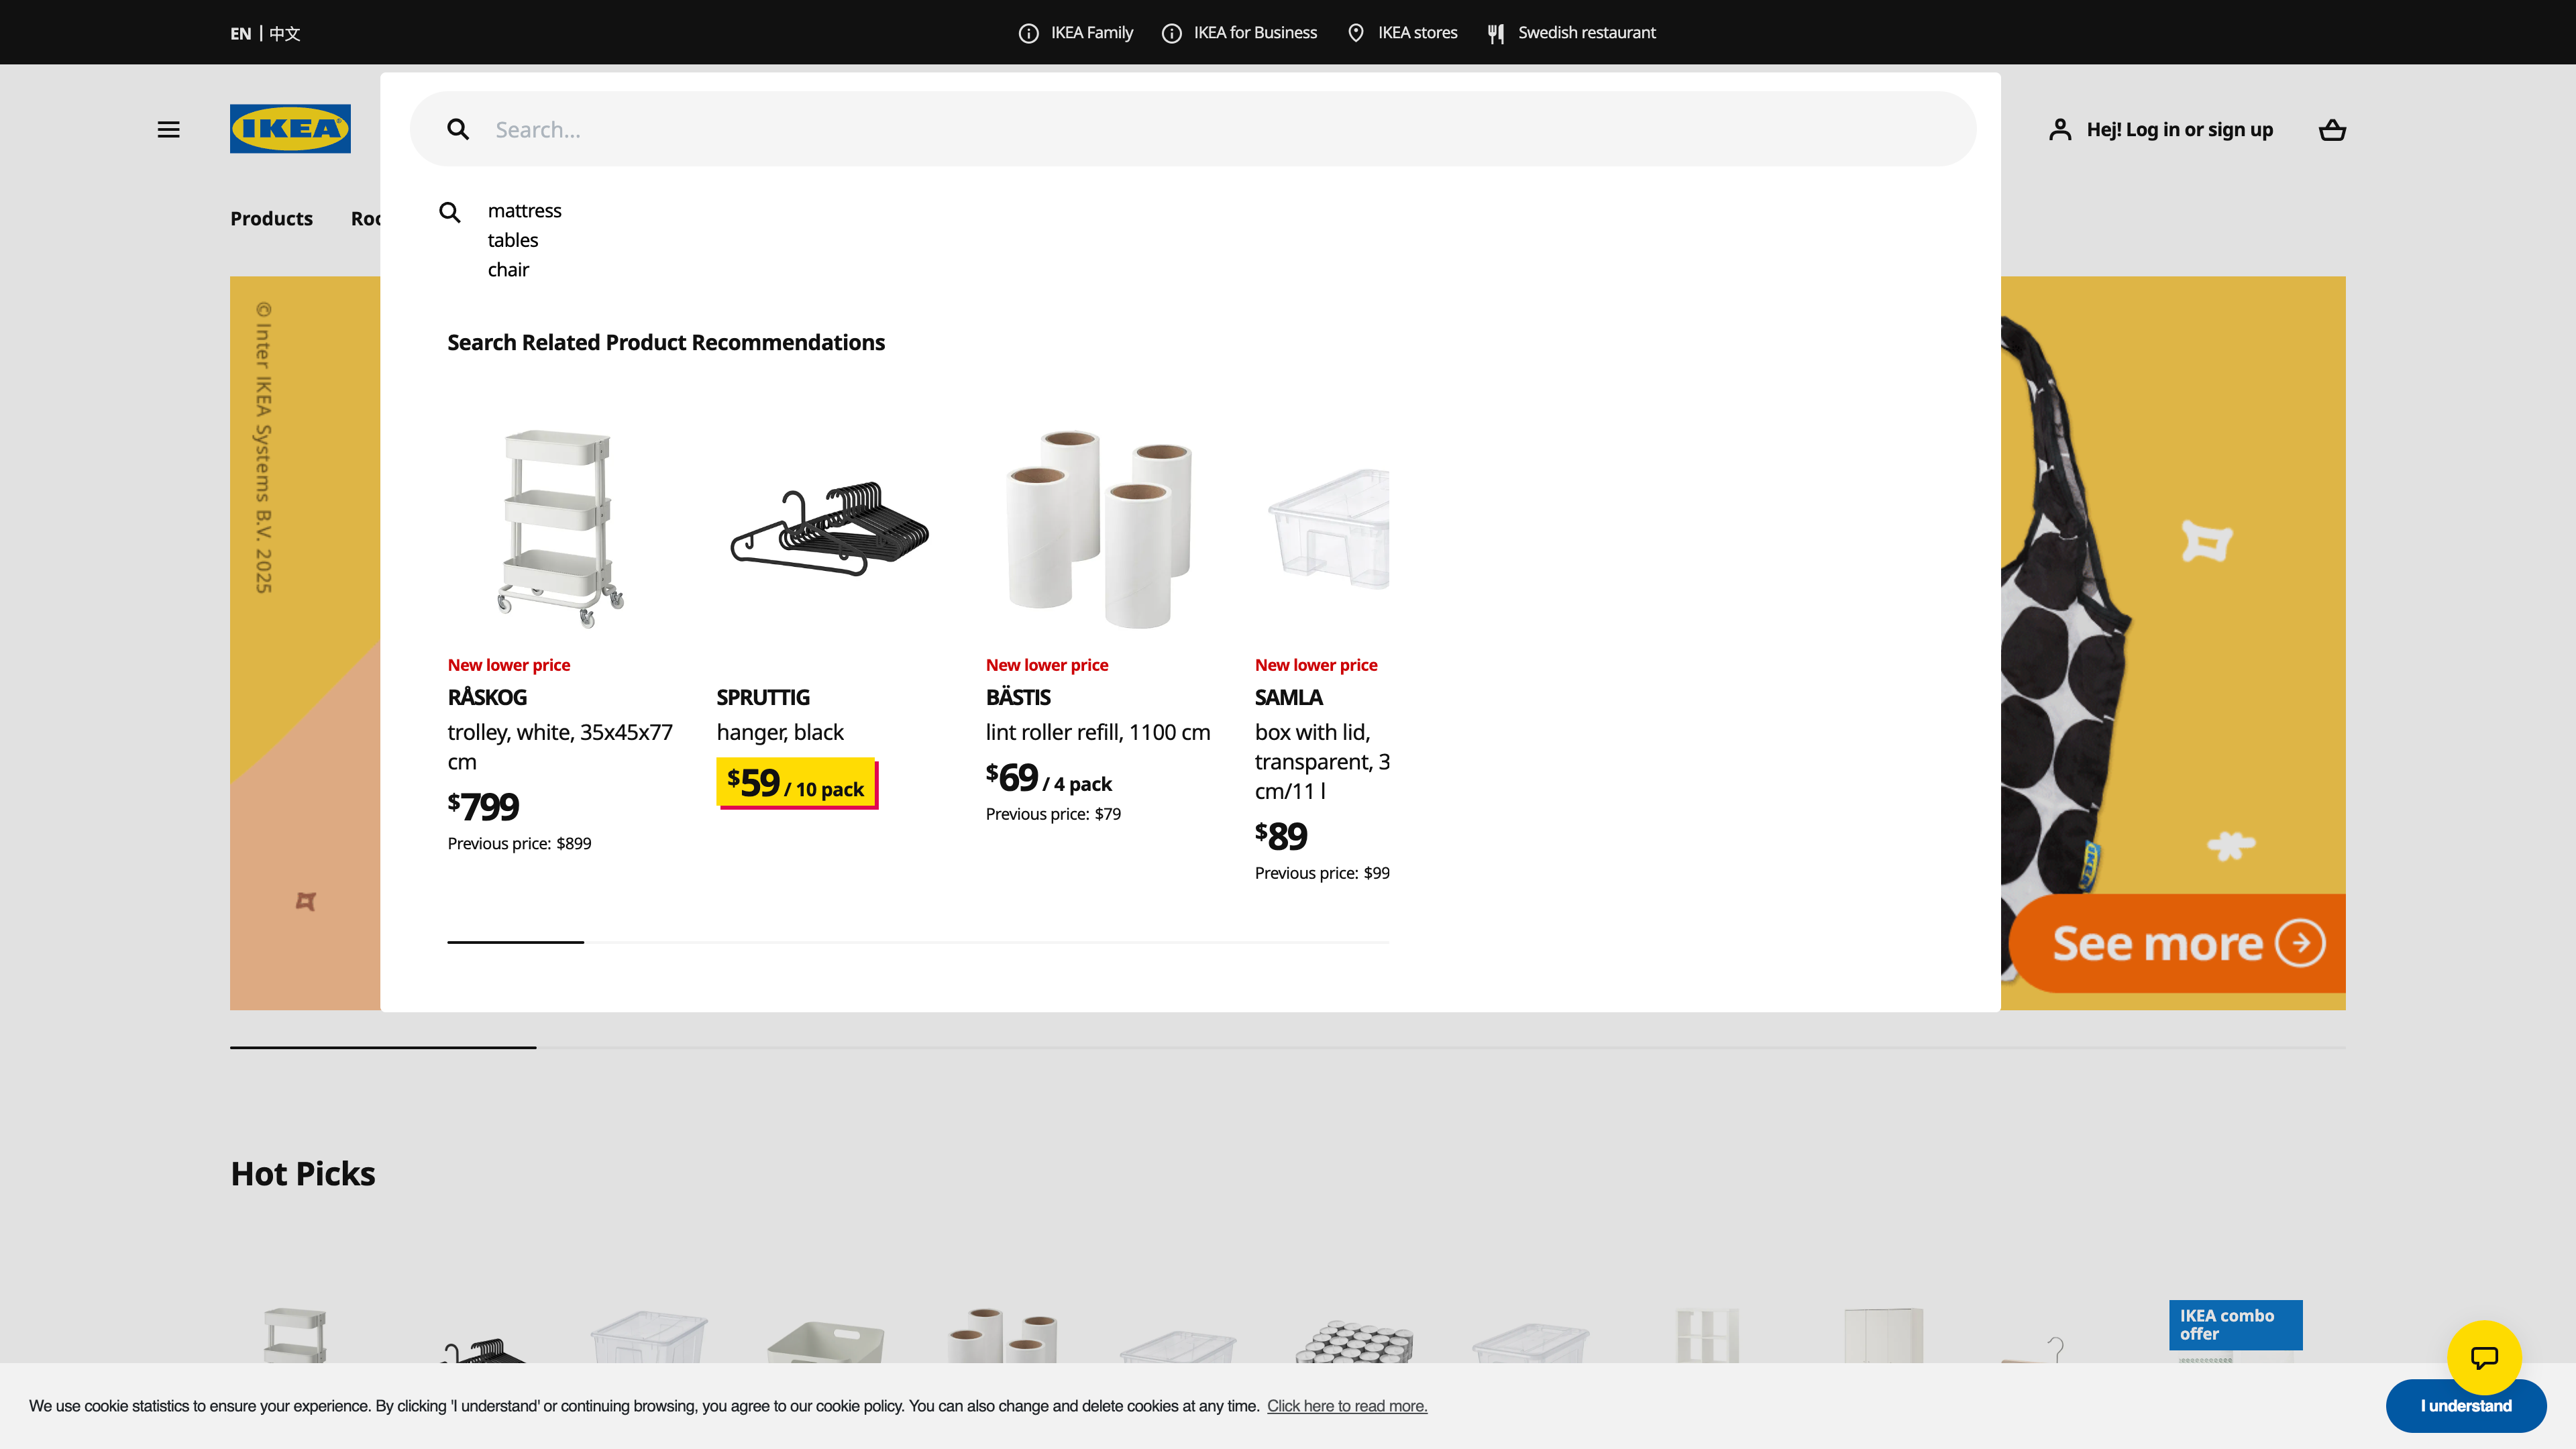 EN | 中文
IKEA Family
IKEA for Business
IKEA stores
Swedish restaurant
IKEA
Search...
Hej! Log in or sign up
Products
Roo
mattress
tables
chair
Search Related Product Recommendations
© Inter IKEA Systems B.V. 2025
New lower price
RÅSKOG
trolley, white, 35x45x77
cm
$799
Previous price: $899
SPRUTTIG
hanger, black
$59 / 10 pack
New lower price
BÄSTIS
lint roller refill, 1100 cm
$69 / 4 pack
Previous price: $79
New lower price
SAMLA
box with lid,
transparent, 3
cm/11 l
$89
Previous price: $99
IKEA
See more
Hot Picks
IKEA combo
offer
We use cookie statistics to ensure your experience. By clicking 'I understand' or continuing browsing, you agree to our cookie policy. You can also change and delete cookies at any time. Click here to read more.
I understand